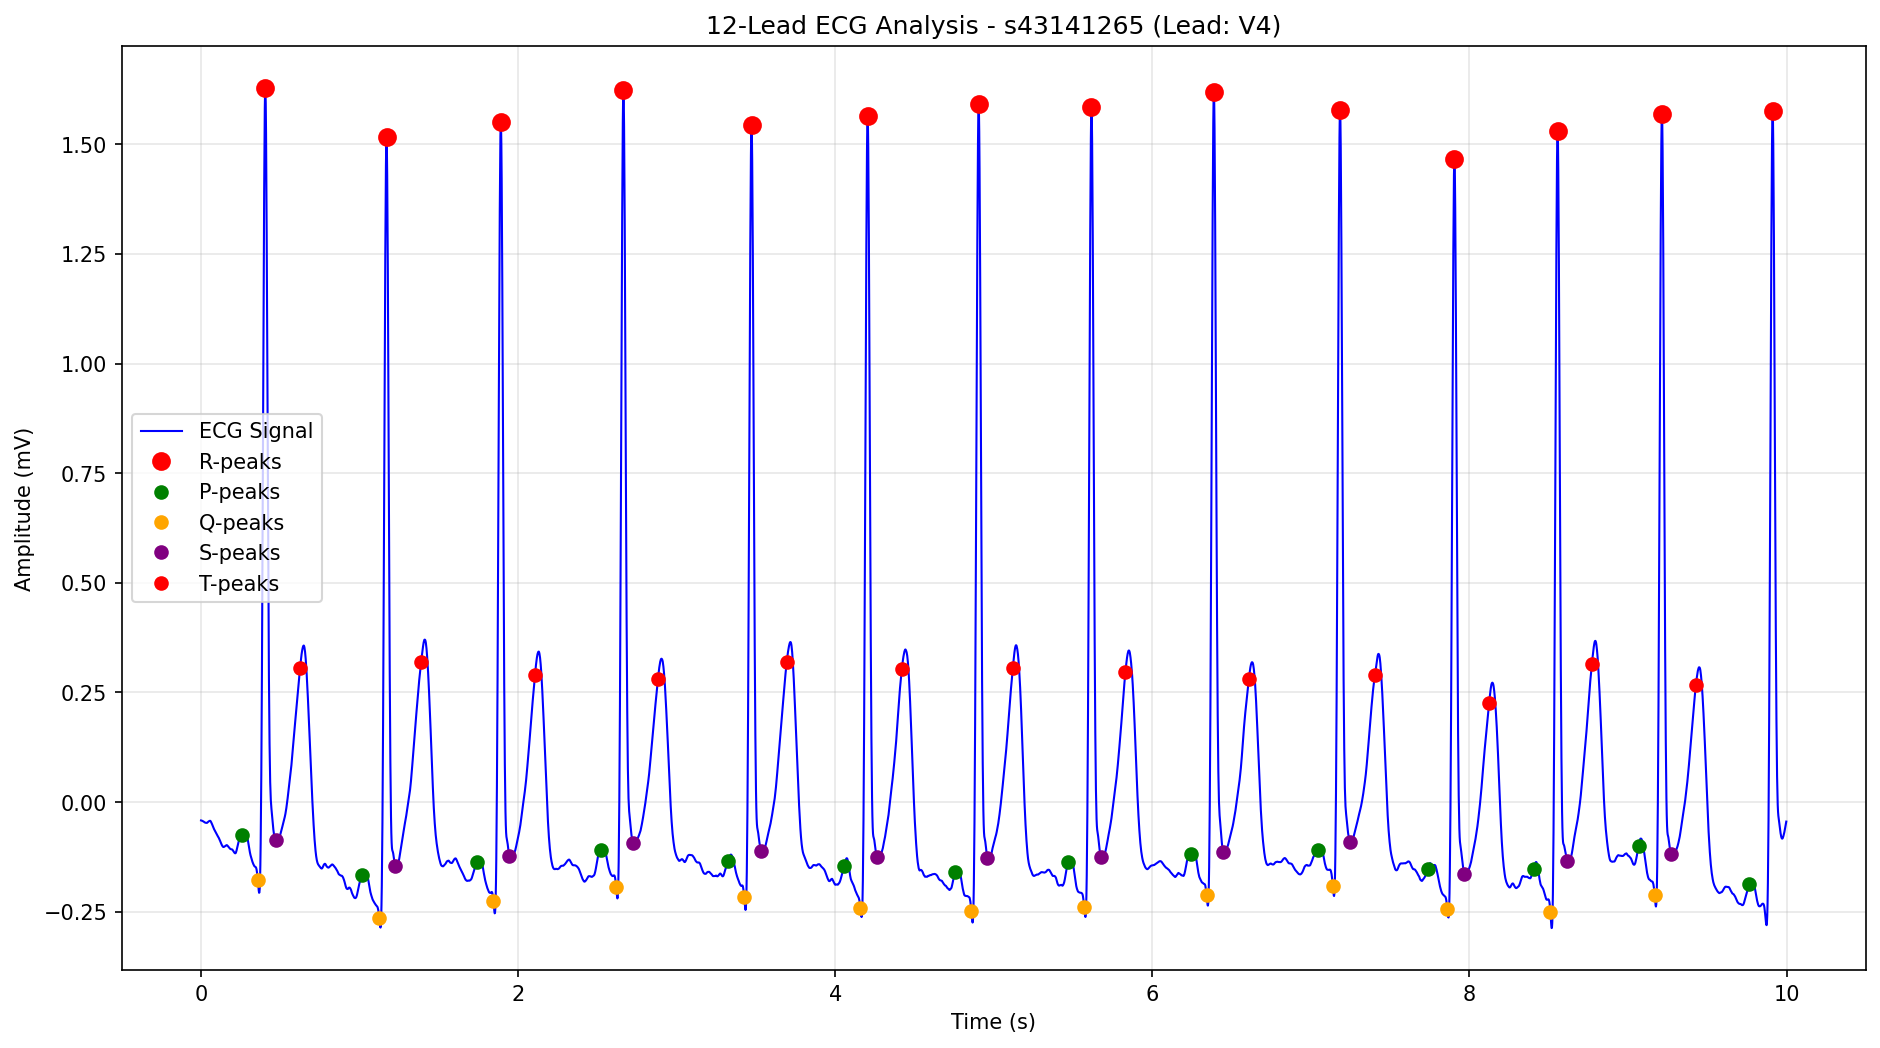 12-Lead ECG Analysis - s43141265 (Lead: V4)
Amplitude (mV)
1.50
1.25
1.00
0.75
0.50
0.25
0.00
−0.25
ECG Signal
R-peaks
P-peaks
Q-peaks
S-peaks
T-peaks
0 2 4 6 8 10
Time (s)